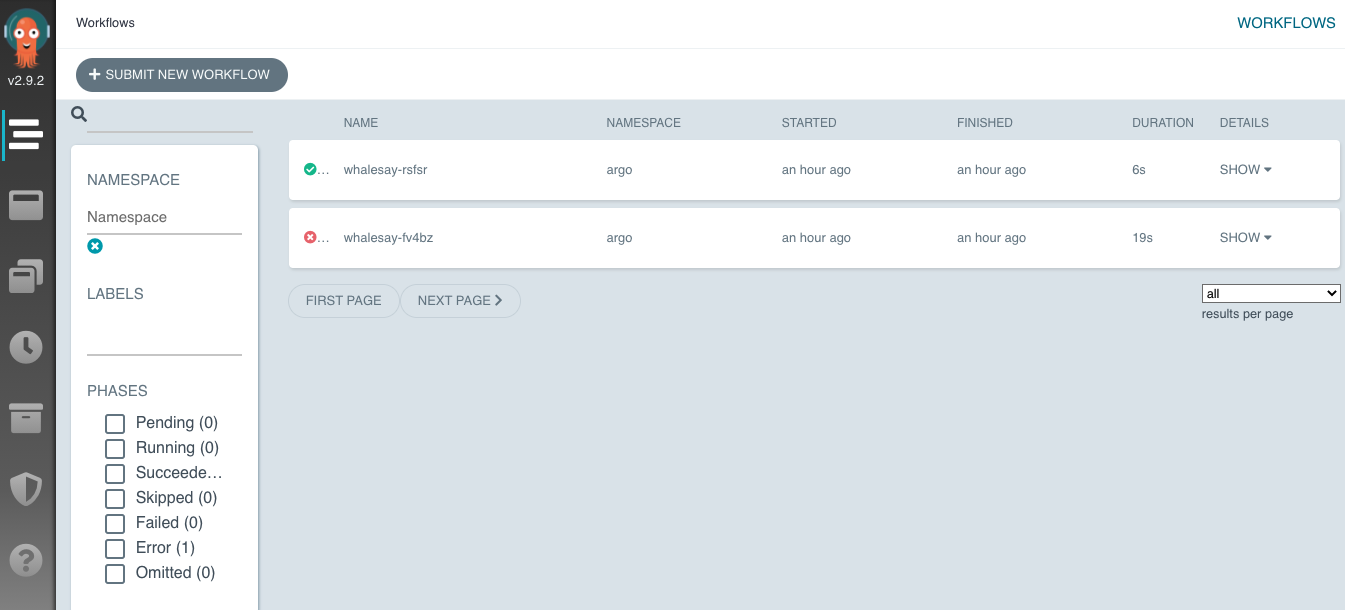 Workflows
WORKFLOWS
v2.9.2
+ SUBMIT NEW WORKFLOW
NAME NAMESPACE STARTED FINISHED DURATION DETAILS
... whalesay-rsfsr argo an hour ago an hour ago 6s SHOW
... whalesay-fv4bz argo an hour ago an hour ago 19s SHOW
FIRST PAGE NEXT PAGE
all
results per page
NAMESPACE
Namespace
LABELS
PHASES
Pending (0)
Running (0)
Succeede...
Skipped (0)
Failed (0)
Error (1)
Omitted (0)
?